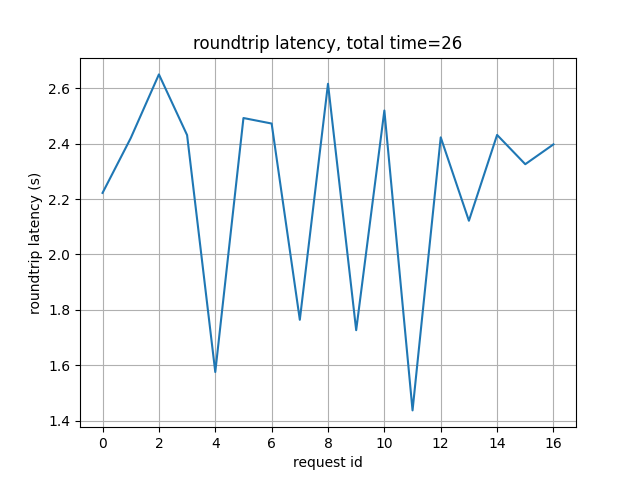 roundtrip latency, total time=26
2.6
2.4
2.2
2.0
1.8
1.6
1.4
roundtrip latency (s)
0 2 4 6 8 10 12 14 16
request id